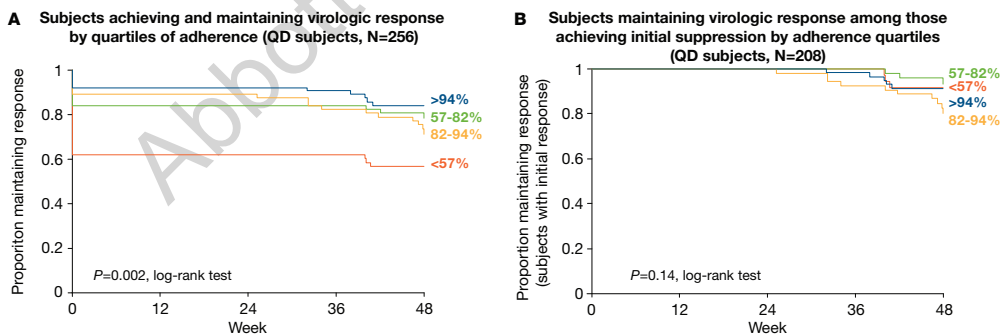 A Subjects achieving and maintaining virologic response
by quartiles of adherence (QD subjects, N=256)
Proporiton maintaining response
1
0.8
0.6
0.4
0.2
0
>94%
57-82%
82-94%
<57%
P=0.002, log-rank test
0 12 24 36 48
Week
B Subjects maintaining virologic response among those
achieving initial suppression by adherence quartiles
(QD subjects, N=208)
Proportion maintaining response
(subjects with initial response)
1
0.8
0.6
0.4
0.2
0
57-82%
<57%
>94%
82-94%
P=0.14, log-rank test
0 12 24 36 48
Week
Abbo